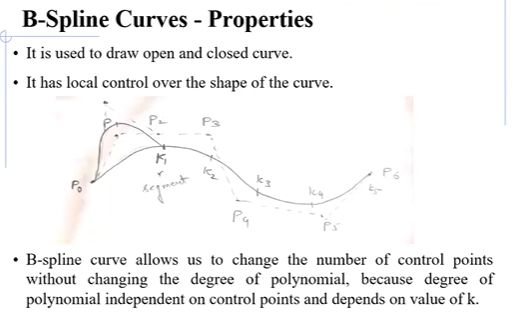 B-Spline Curves - Properties
• It is used to draw open and closed curve.
• It has local control over the shape of the curve.
P1 P2 P3
K1
segment
P0
K2
k3
k4
P6
t5
P4
P5
• B-spline curve allows us to change the number of control points
without changing the degree of polynomial, because degree of
polynomial independent on control points and depends on value of k.